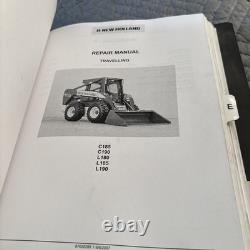 NEW HOLLAND
REPAIR MANUAL
TRAVELLING
C185
C190
L180
L185
L190
E